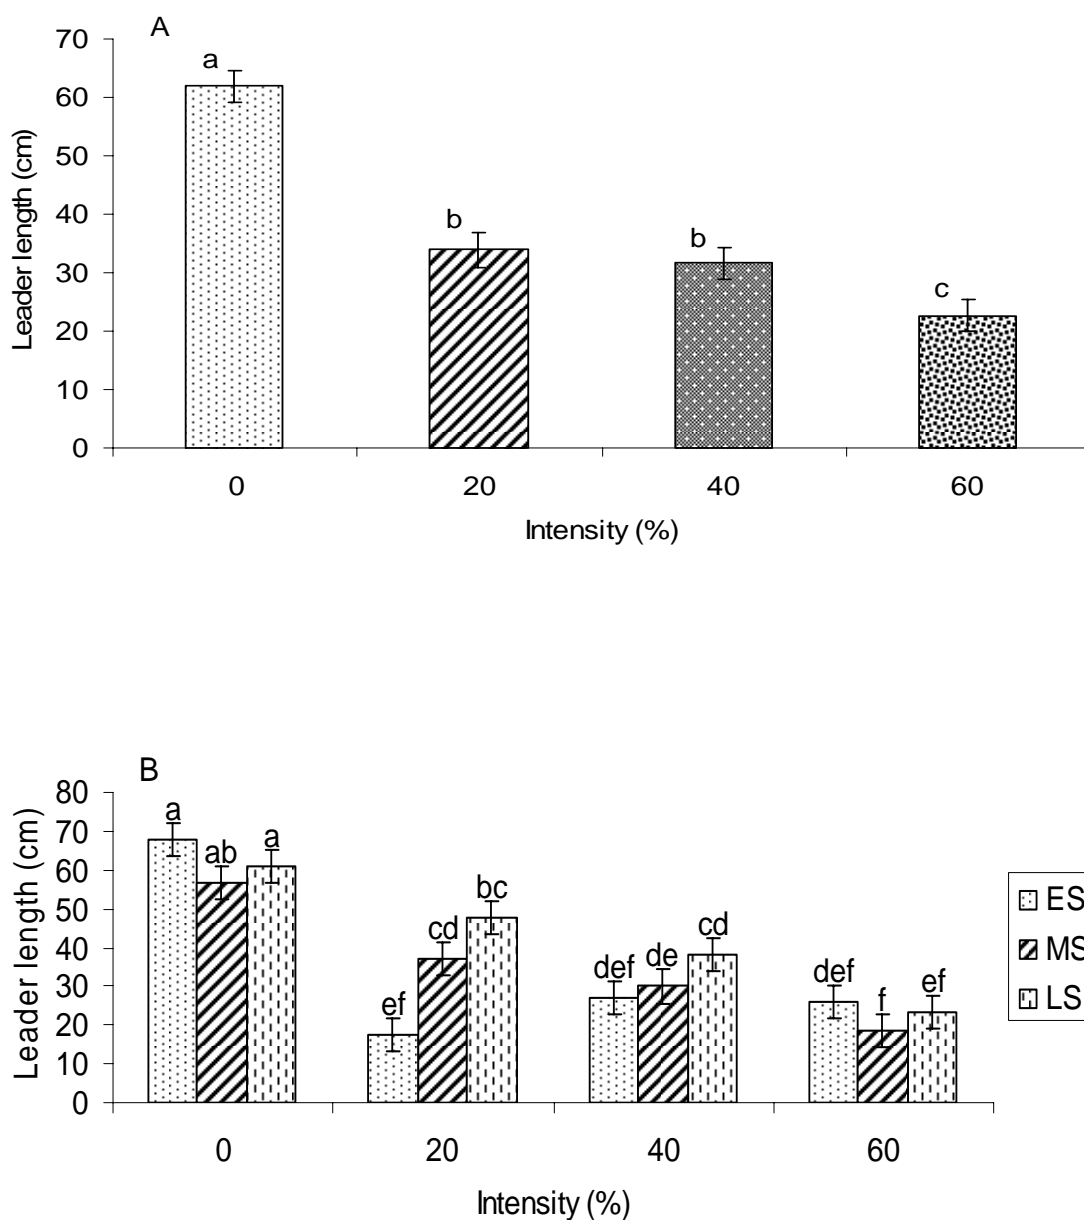 A
70
60
50
40
30
20
10
0
Leader length (cm)
a
b
b
c
0 20 40 60
Intensity (%)
B
80
70
60
50
40
30
20
10
0
Leader length (cm)
a ab a
ef cd bc
def de cd
def f ef
ES
MS
LS
0 20 40 60
Intensity (%)